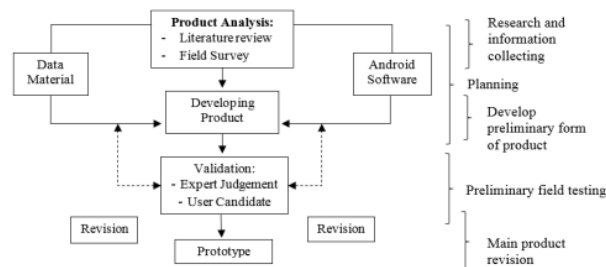 Product Analysis:
- Literature review
- Field Survey
Data
Material
Android
Software
Developing
Product
Validation:
- Expert Judgement
- User Candidate
Revision
Revision
Prototype
Research and
information
collecting
Planning
Develop
preliminary form
of product
Preliminary field testing
Main product
revision